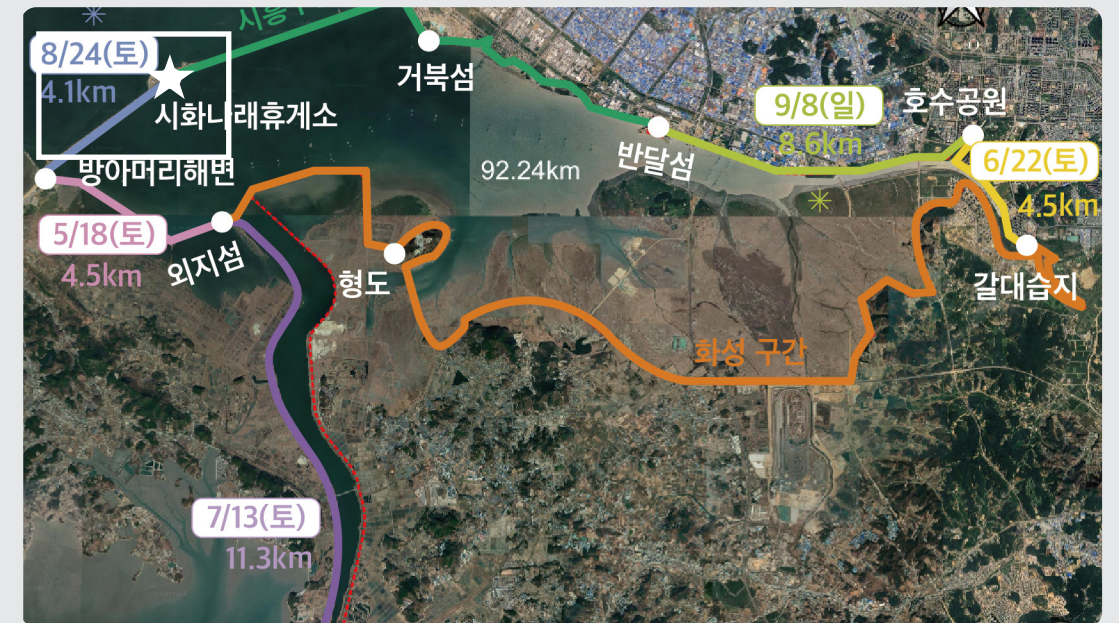 시흥
8/24(토)
4.1km
시화나래휴게소
거북섬
9/8(일)
8.6km
호수공원
반달섬
92.24km
6/22(토)
4.5km
방아머리해변
5/18(토)
4.5km
외지섬
형도
갈대습지
화성 구간
7/13(토)
11.3km